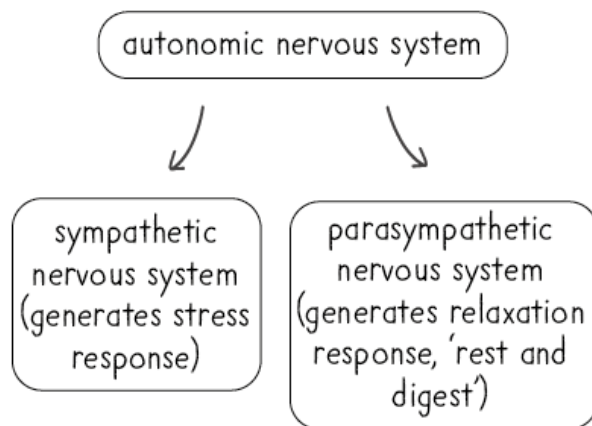 autonomic nervous system
sympathetic
nervous system
(generates stress
response)
parasympathetic
nervous system
(generates relaxation
response, 'rest and
digest')